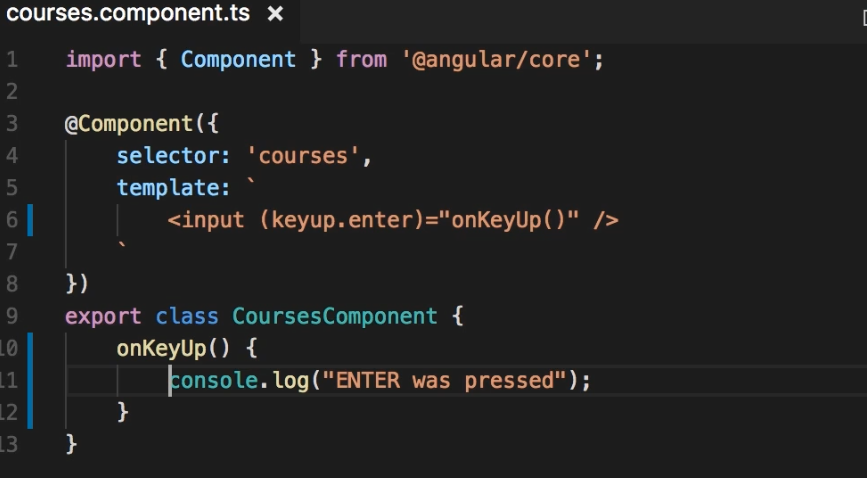 courses.component.ts ×
1 import { Component } from '@angular/core';
2
3 @Component({
4     selector: 'courses',
5     template: `
6         <input (keyup.enter)="onKeyUp()" />
7     `
8 })
9 export class CoursesComponent {
10     onKeyUp() {
11         console.log("ENTER was pressed");
12     }
13 }